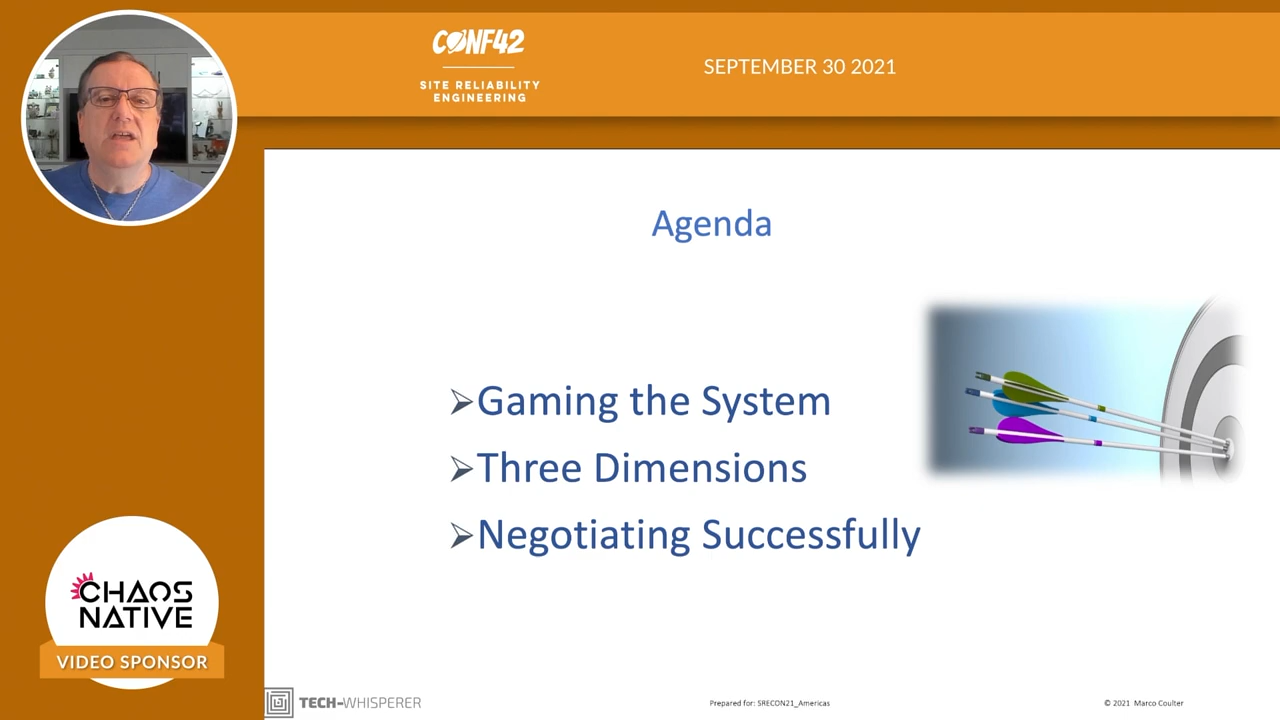 CONF42
SITE RELIABILITY
ENGINEERING
SEPTEMBER 30 2021
Agenda
➢Gaming the System
➢Three Dimensions
➢Negotiating Successfully
CHAOS
NATIVE
VIDEO SPONSOR
TECH-WHISPERER
Prepared for: SRECON21_Americas
© 2021 Marco Coulter